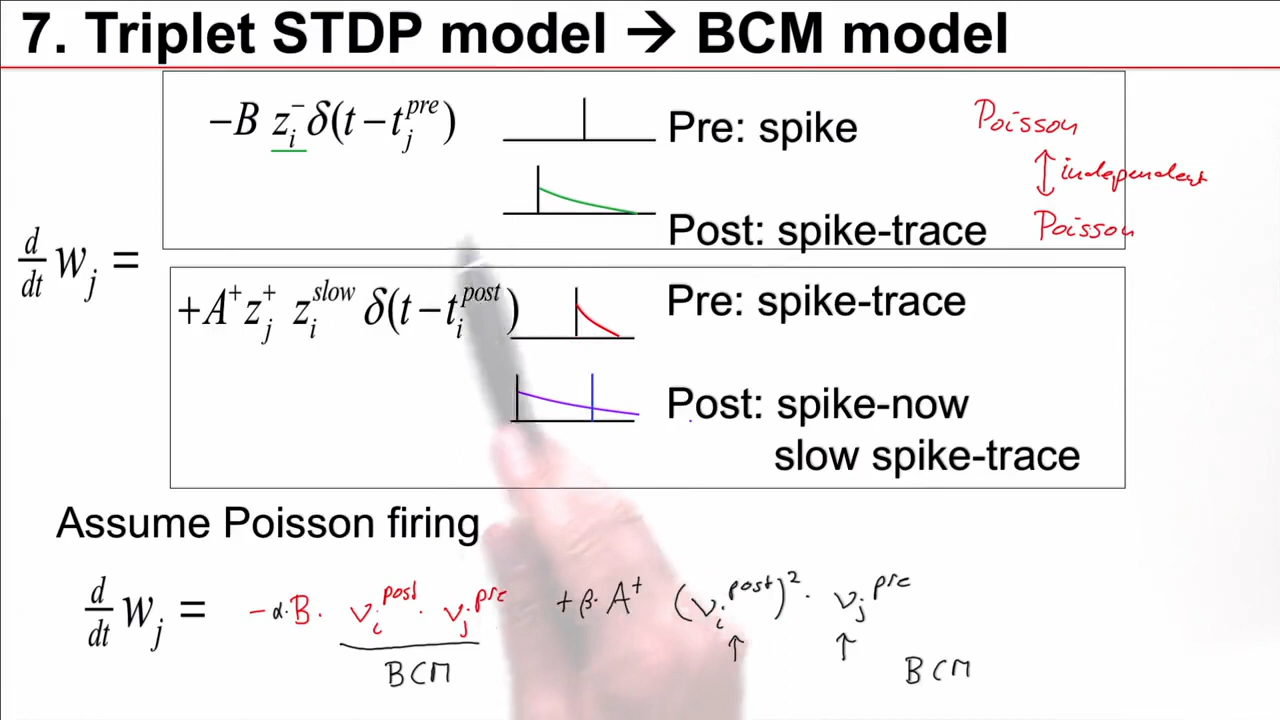 7. Triplet STDP model → BCM model
−B z_i^− δ(t − t_j^{pre})
Pre: spike
Poisson
↕ independent
Post: spike-trace
Poisson
d/dt w_j =
+A^+ z_j^+ z_i^{slow} δ(t − t_i^{post})
Pre: spike-trace
Post: spike-now
slow spike-trace
Assume Poisson firing
d/dt w_j = −α·B· ν_i^{post} · ν_j^{pre} +β·A^+ (ν_i^{post})^2 · ν_j^{pre}
↑ ↑
BCM BCM